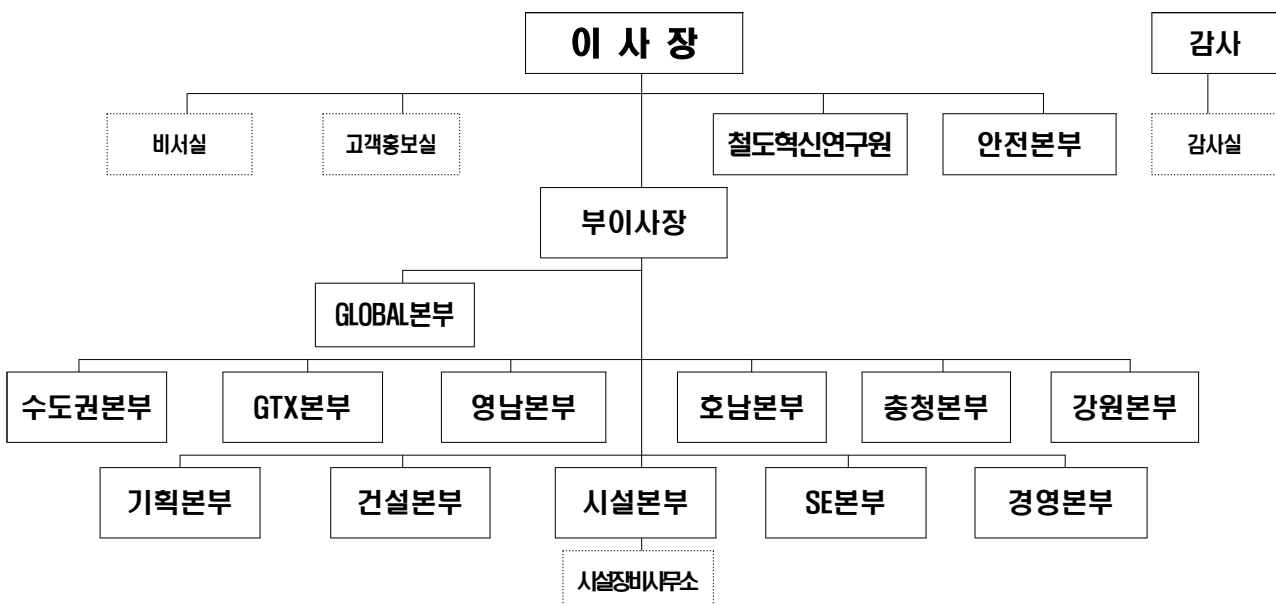 이 사 장
감사
비서실
고객홍보실
철도혁신연구원
안전본부
감사실
부이사장
GLOBAL본부
수도권본부
GTX본부
영남본부
호남본부
충청본부
강원본부
기획본부
건설본부
시설본부
SE본부
경영본부
시설장비사무소